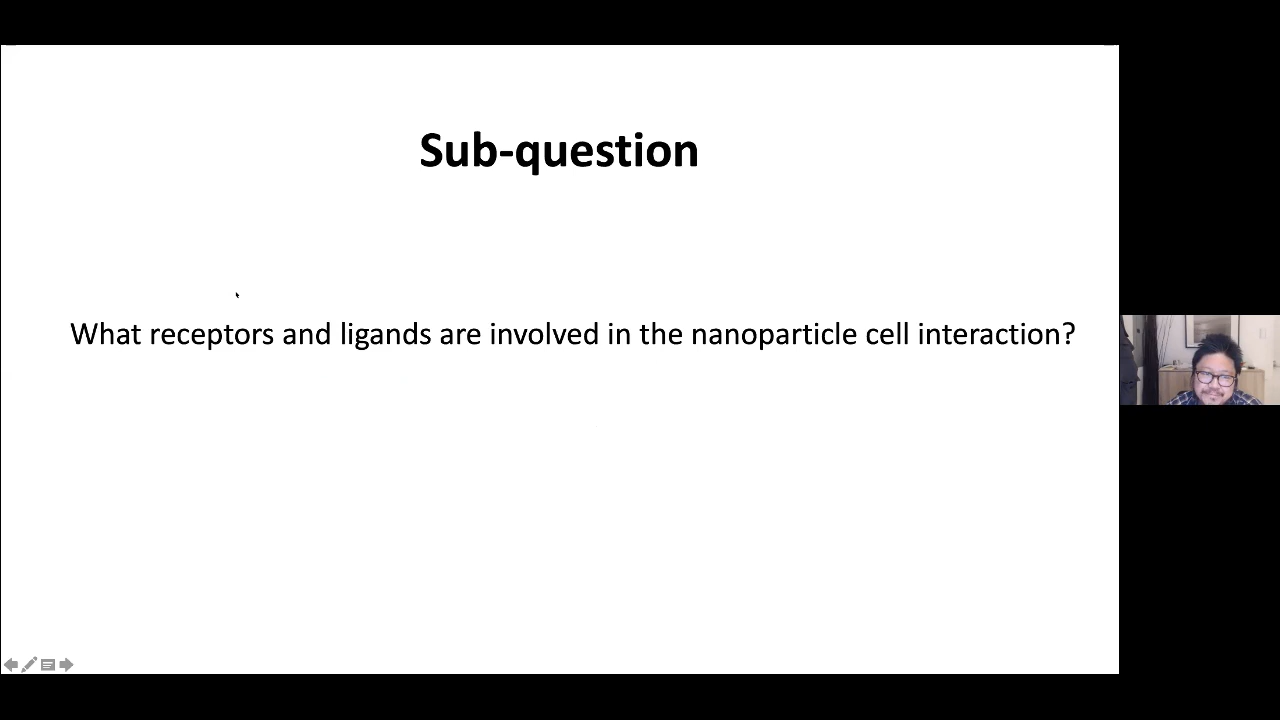 Sub-question
What receptors and ligands are involved in the nanoparticle cell interaction?